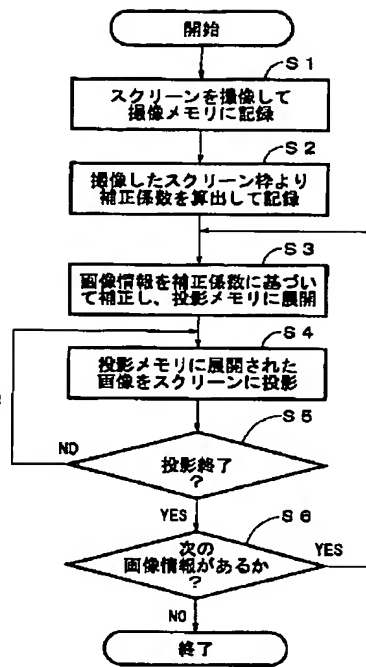 開始
S1
スクリーンを撮像して
撮像メモリに記録
S2
撮像したスクリーン枠より
補正係数を算出して記録
S3
画像情報を補正係数に基づい
て補正し、投影メモリに展開
S4
投影メモリに展開された
画像をスクリーンに投影
S5
NO
投影終了
?
YES
S6
次の
画像情報があるか
?
YES
NO
終了